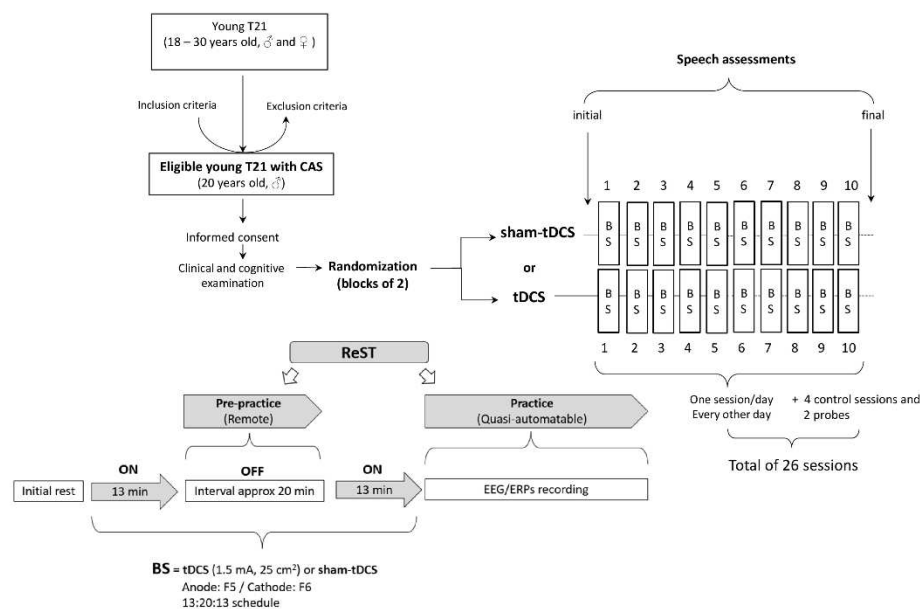 Young T21
(18 – 30 years old, ♂ and ♀)
Inclusion criteria
Exclusion criteria
Eligible young T21 with CAS
(20 years old, ♂)
Informed consent
Clinical and cognitive
examination
Randomization
(blocks of 2)
sham-tDCS
or
tDCS
Speech assessments
initial
final
1 2 3 4 5 6 7 8 9 10
B B B B B B B B B B
S S S S S S S S S S
B B B B B B B B B B
S S S S S S S S S S
1 2 3 4 5 6 7 8 9 10
One session/day
Every other day
+ 4 control sessions and
2 probes
Total of 26 sessions
ReST
Pre-practice
(Remote)
Practice
(Quasi-automatable)
ON
OFF
ON
Initial rest
13 min
Interval approx 20 min
13 min
EEG/ERPs recording
BS = tDCS (1.5 mA, 25 cm²) or sham-tDCS
Anode: F5 / Cathode: F6
13:20:13 schedule